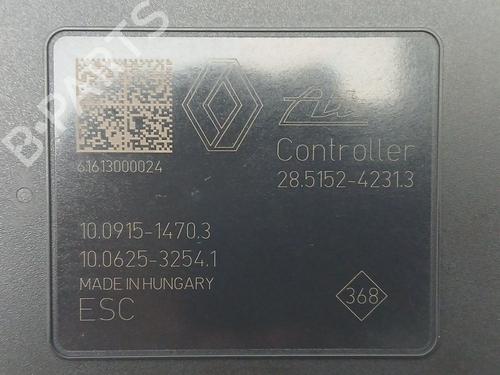 B-PARTS
Ate
Controller
61613000024
28.5152-4231.3
10.0915-1470.3
10.0625-3254.1
MADE IN HUNGARY
ESC
368